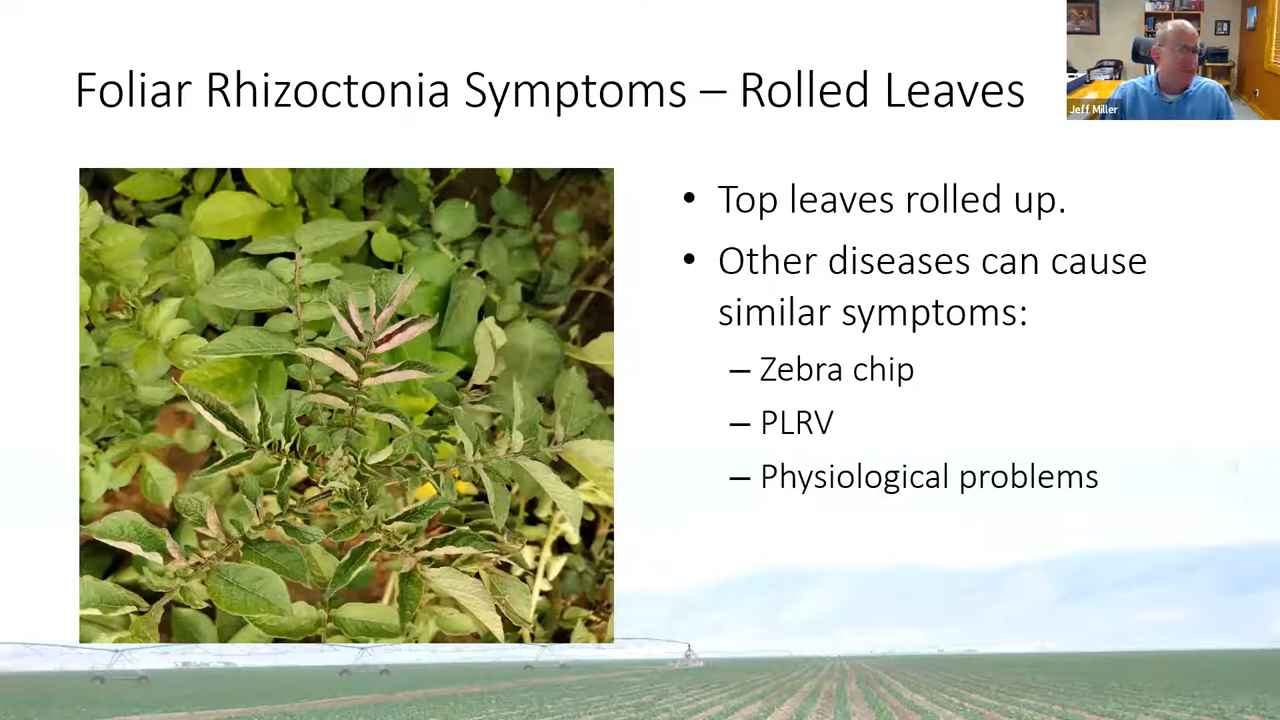 Foliar Rhizoctonia Symptoms – Rolled Leaves
Jeff Miller
• Top leaves rolled up.
• Other diseases can cause
similar symptoms:
– Zebra chip
– PLRV
– Physiological problems